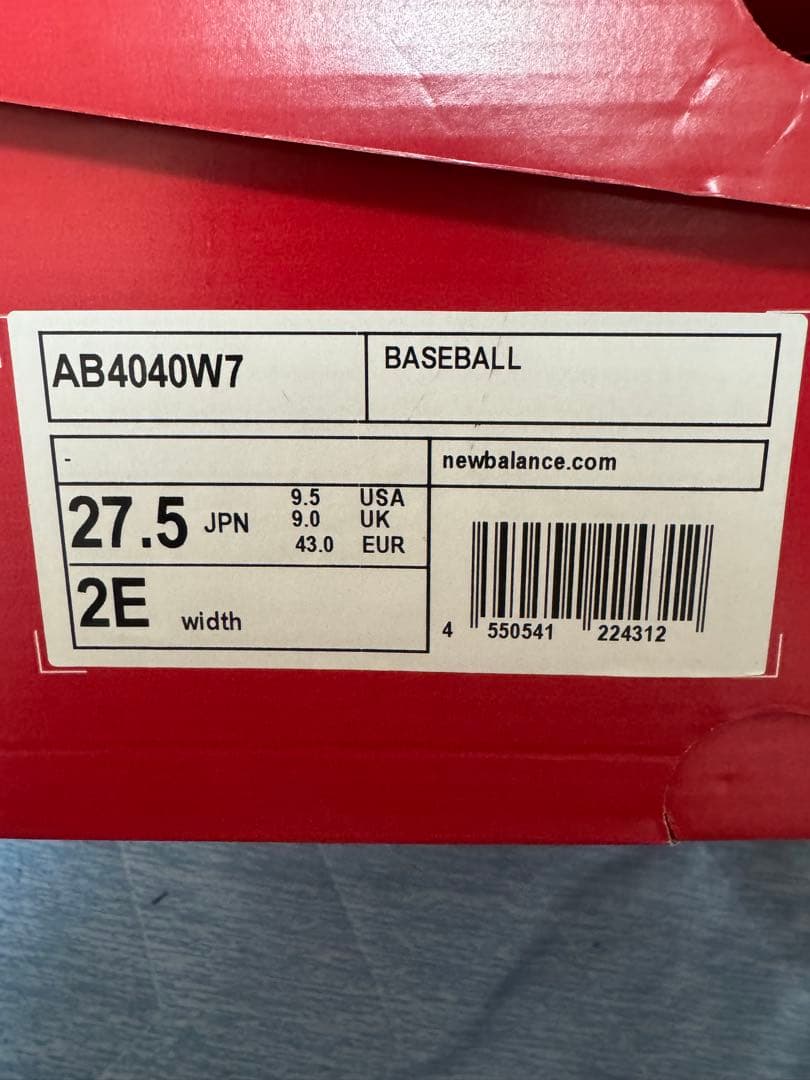 AB4040W7
BASEBALL
-
newbalance.com
27.5 JPN
9.5 USA
9.0 UK
43.0 EUR
2E width
4 550541 224312